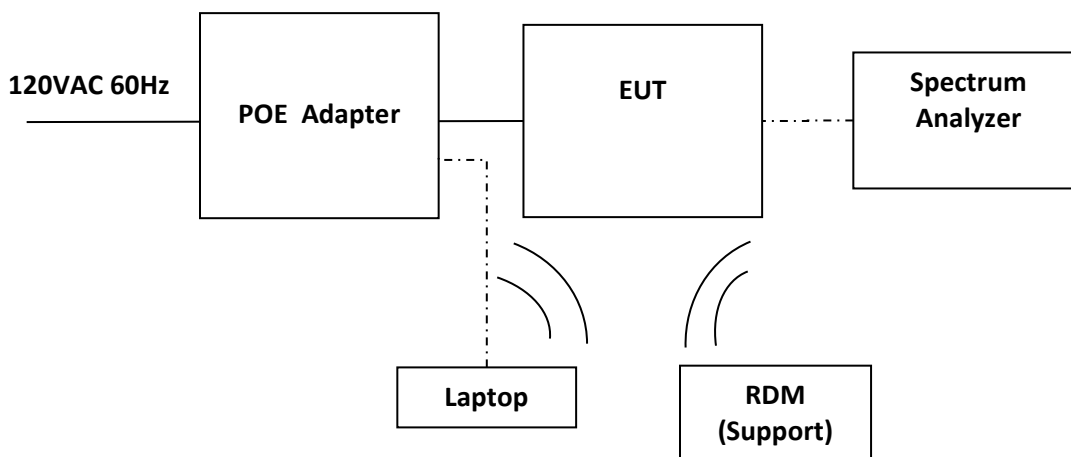 120VAC 60Hz
POE Adapter
EUT
Spectrum
Analyzer
Laptop
RDM
(Support)